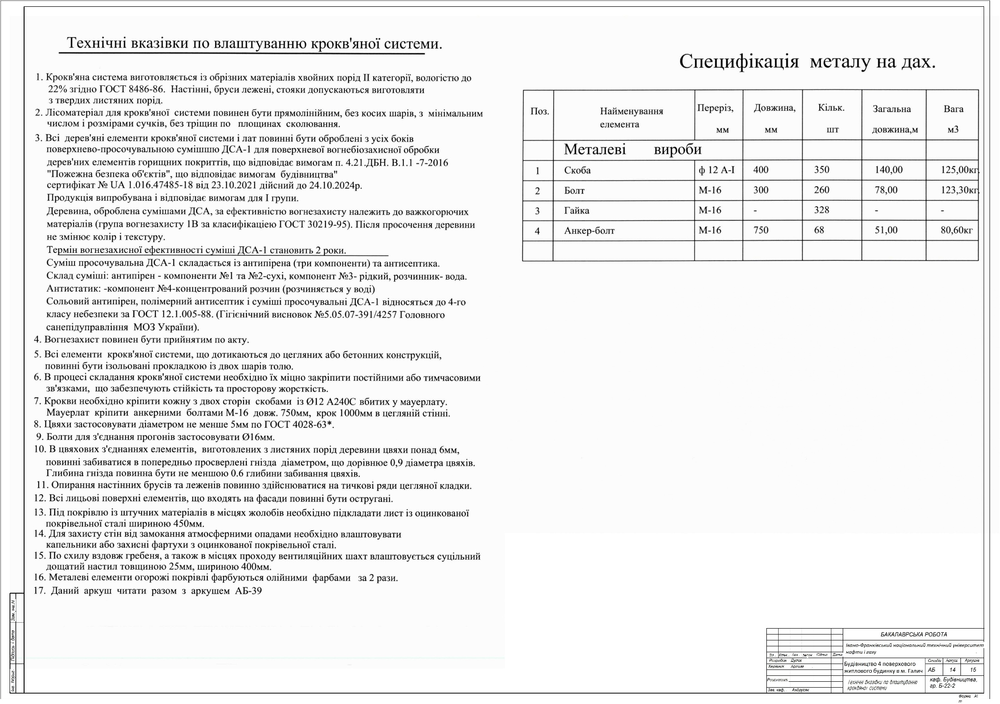 Технічні вказівки по влаштуванню крокв'яної системи.
1. Крокв'яна система виготовляється із обрізних матеріалів хвойних порід II категорії, вологістю до
22% згідно ГОСТ 8486-86. Настінні, бруси лежені, стояки допускаються виготовляти
з твердих листяних порід.
2. Лісоматеріал для крокв'яної системи повинен бути прямолінійним, без косих шарів, з мінімальним
числом і розмірами сучків, без тріщин по площинах сколювання.
3. Всі дерев'яні елементи крокв'яної системи і лат повинні бути оброблені з усіх боків
поверхнево-просочувальною сумішшю ДСА-1 для поверхневої вогнебіозахисної обробки
дерев'них елементів горищних покриттів, що відповідає вимогам п. 4.21.ДБН. В.1.1 -7-2016
"Пожежна безпека об'єктів", що відповідає вимогам будівництва"
сертифікат № UA 1.016.47485-18 від 23.10.2021 дійсний до 24.10.2024р.
Продукція випробувана і відповідає вимогам для I групи.
Деревина, оброблена сумішами ДСА, за ефективністю вогнезахисту належить до важкогорючих
матеріалів (група вогнезахисту 1В за класифікацією ГОСТ 30219-95). Після просочення деревини
не змінює колір і текстуру.
Термін вогнезахисної ефективності суміші ДСА-1 становить 2 роки.
Суміш просочувальна ДСА-1 складається із антипірена (три компоненти) та антисептика.
Склад суміші: антипірен - компоненти №1 та №2-сухі, компонент №3- рідкий, розчинник- вода.
Антистатик: -компонент №4-концентрований розчин (розчиняється у воді)
Сольовий антипірен, полімерний антисептик і суміші просочувальні ДСА-1 відносяться до 4-го
класу небезпеки за ГОСТ 12.1.005-88. (Гігієнічний висновок №5.05.07-391/4257 Головного
санепідуправління МОЗ України).
4. Вогнезахист повинен бути прийнятим по акту.
5. Всі елементи крокв'яної системи, що дотикаються до цегляних або бетонних конструкцій,
повинні бути ізольовані прокладкою із двох шарів толю.
6. В процесі складання крокв'яної системи необхідно їх міцно закріпити постійними або тимчасовими
зв'язками, що забезпечують стійкість та просторову жорсткість.
7. Крокви необхідно кріпити кожну з двох сторін скобами із Ø12 А240С вбитих у мауерлату.
Мауерлат кріпити анкерними болтами М-16 довж. 750мм, крок 1000мм в цегляній стінні.
8. Цвяхи застосовувати діаметром не менше 5мм по ГОСТ 4028-63*.
9. Болти для з'єднання прогонів застосовувати Ø16мм.
10. В цвяхових з'єднаннях елементів, виготовлених з листяних порід деревини цвяхи понад 6мм,
повинні забиватися в попередньо просверлені гнізда діаметром, що дорівнює 0,9 діаметра цвяхів.
Глибина гнізда повинна бути не меншою 0.6 глибини забивання цвяхів.
11. Опирання настінних брусів та леженів повинно здійснюватися на тичкові ряди цегляної кладки.
12. Всі лицьові поверхні елементів, що входять на фасади повинні бути остругані.
13. Під покрівлю із штучних матеріалів в місцях жолобів необхідно підкладати лист із оцинкованої
покрівельної сталі шириною 450мм.
14. Для захисту стін від замокання атмосферними опадами необхідно влаштовувати
капельники або захисні фартухи з оцинкованої покрівельної сталі.
15. По схилу вздовж гребеня, а також в місцях проходу вентиляційних шахт влаштовується суцільний
дощатий настил товщиною 25мм, шириною 400мм.
16. Металеві елементи огорожі покрівлі фарбуються олійними фарбами за 2 рази.
17. Даний аркуш читати разом з аркушем АБ-39
Специфікація металу на дах.
Поз. Найменування елемента Переріз, мм Довжина, мм Кільк. шт Загальна довжина,м Вага м3
Металеві вироби
1 Скоба ф 12 А-I 400 350 140,00 125,00кг.
2 Болт М-16 300 260 78,00 123,30кг.
3 Гайка М-16 - 328 - -
4 Анкер-болт М-16 750 68 51,00 80,60кг
Зам. інв.N
Підпись і дата
Інв. Nориг.
БАКАЛАВРСЬКА РОБОТА
Івано-Франківський національний технічний університет
нафти і газу
Зм. Кільк. Арк. №док Підпис Дата
Розробив Дулик
Керівник Артим
Рецензент
Зав. каф. Андрусяк
Будівництво 4 поверхового
житлового будинку в м. Галич
Стадія Аркуш Аркушів
АБ 14 15
Технічні вказівки по влаштуванню
кроквяної системи
каф. Будівництва,
гр. Б-22-2
Форма А1
т